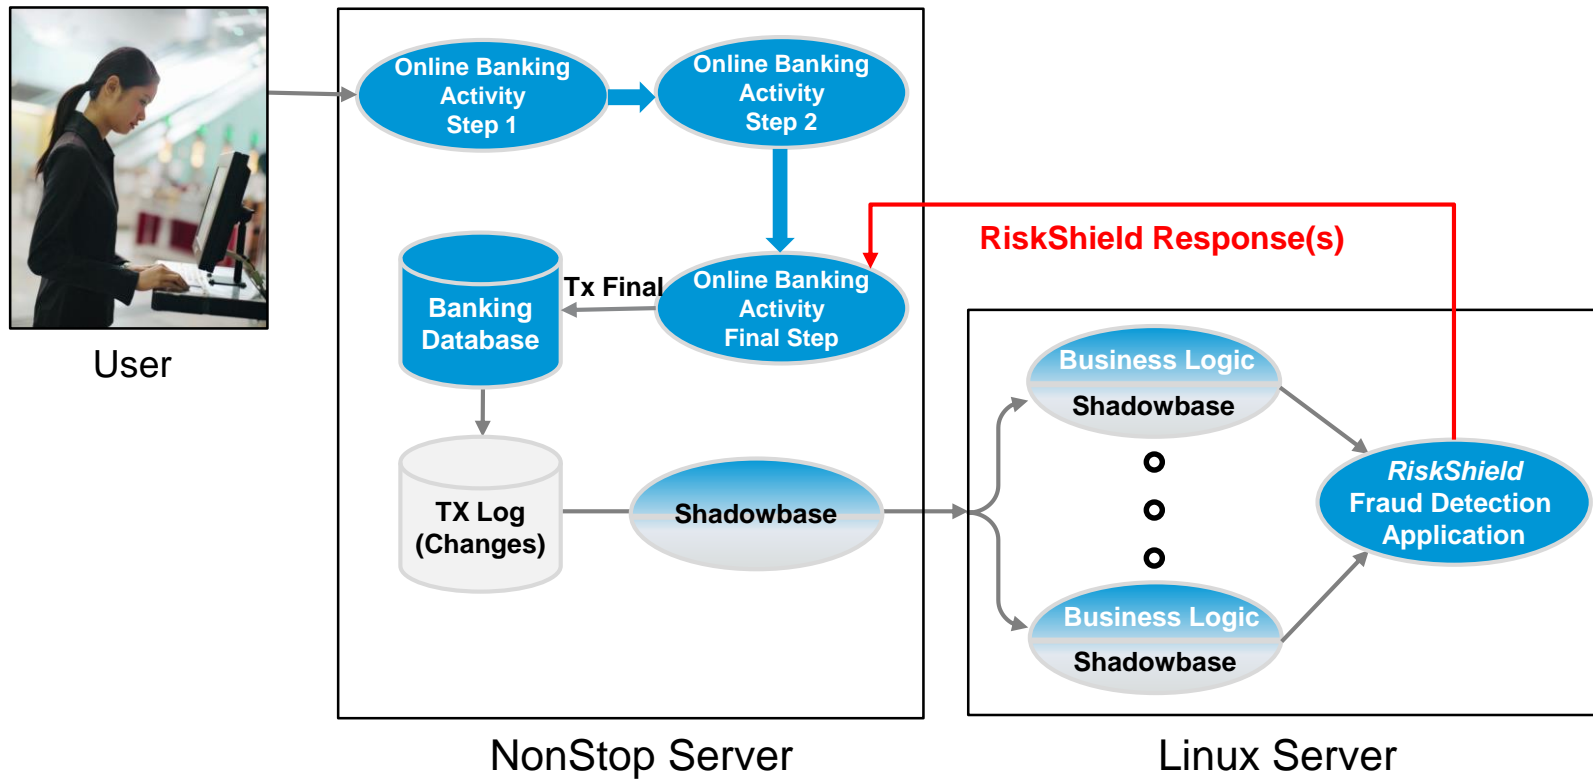 Online Banking
Activity
Step 1
Online Banking
Activity
Step 2
RiskShield Response(s)
Banking
Database
Tx Final
Online Banking
Activity
Final Step
User
Business Logic
Shadowbase
TX Log
(Changes)
Shadowbase
RiskShield
Fraud Detection
Application
Business Logic
Shadowbase
NonStop Server
Linux Server